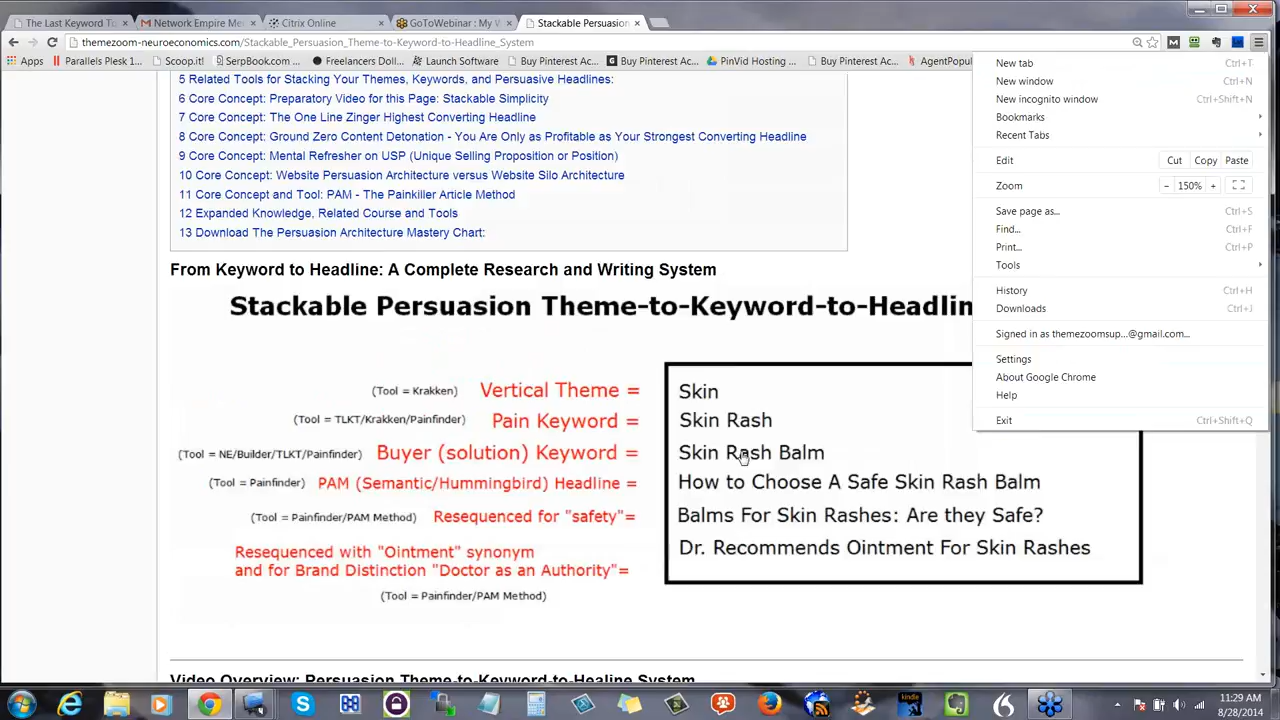 The Last Keyword To
Network Empire Me
Citrix Online
GoToWebinar : My W
Stackable Persuasion
themezoom-neuroeconomics.com/Stackable_Persuasion_Theme-to-Keyword-to-Headline_System
Apps
Parallels Plesk 1...
Scoop.it!
SerpBook.com ...
Freelancers Doll...
Launch Software
Buy Pinterest Ac...
Buy Pinterest Ac...
PinVid Hosting ...
Buy Pinterest Ac...
AgentPopul
5 Related Tools for Stacking Your Themes, Keywords, and Persuasive Headlines:
6 Core Concept: Preparatory Video for this Page: Stackable Simplicity
7 Core Concept: The One Line Zinger Highest Converting Headline
8 Core Concept: Ground Zero Content Detonation - You Are Only as Profitable as Your Strongest Converting Headline
9 Core Concept: Mental Refresher on USP (Unique Selling Proposition or Position)
10 Core Concept: Website Persuasion Architecture versus Website Silo Architecture
11 Core Concept and Tool: PAM - The Painkiller Article Method
12 Expanded Knowledge, Related Course and Tools
13 Download The Persuasion Architecture Mastery Chart:
From Keyword to Headline: A Complete Research and Writing System
Stackable Persuasion Theme-to-Keyword-to-Headlin
(Tool = Krakken) Vertical Theme = Skin
(Tool = TLKT/Krakken/Painfinder) Pain Keyword = Skin Rash
(Tool = NE/Builder/TLKT/Painfinder) Buyer (solution) Keyword = Skin Rash Balm
(Tool = Painfinder) PAM (Semantic/Hummingbird) Headline = How to Choose A Safe Skin Rash Balm
(Tool = Painfinder/PAM Method) Resequenced for "safety"= Balms For Skin Rashes: Are they Safe?
Resequenced with "Ointment" synonym
and for Brand Distinction "Doctor as an Authority"= Dr. Recommends Ointment For Skin Rashes
(Tool = Painfinder/PAM Method)
Video Overview: Persuasion Theme-to-Keyword-to-Healine System
New tab Ctrl+T
New window Ctrl+N
New incognito window Ctrl+Shift+N
Bookmarks
Recent Tabs
Edit Cut Copy Paste
Zoom − 150% +
Save page as... Ctrl+S
Find... Ctrl+F
Print... Ctrl+P
Tools
History Ctrl+H
Downloads Ctrl+J
Signed in as themezoomsup...@gmail.com...
Settings
About Google Chrome
Help
Exit Ctrl+Shift+Q
kindle
11:29 AM
8/28/2014